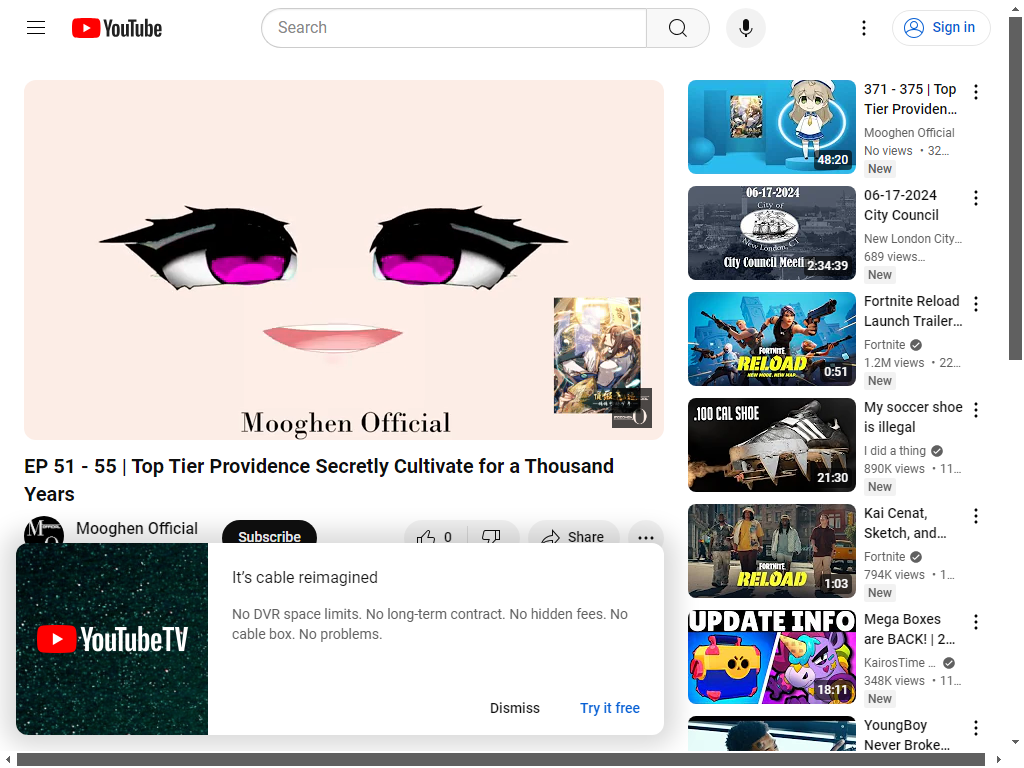 YouTube
Search
Sign in
Mooghen Official
EP 51 - 55 | Top Tier Providence Secretly Cultivate for a Thousand
Years
Mooghen Official
Subscribe
0
Share
YouTubeTV
It’s cable reimagined
No DVR space limits. No long-term contract. No hidden fees. No
cable box. No problems.
Dismiss
Try it free
48:20
371 - 375 | Top
Tier Providen...
Mooghen Official
No views • 32...
New
06-17-2024
City of
New London, CT
City Council Meeti
2:34:39
06-17-2024
City Council
New London City...
689 views...
New
FORTNITE
RELOAD
NEW MODE. NEW MAP.
0:51
Fortnite Reload
Launch Trailer...
Fortnite
1.2M views • 22...
New
.100 CAL SHOE
21:30
My soccer shoe
is illegal
I did a thing
890K views • 11...
New
FORTNITE
RELOAD
1:03
Kai Cenat,
Sketch, and...
Fortnite
794K views • 1...
New
UPDATE INFO
18:11
Mega Boxes
are BACK! | 2...
KairosTime ...
348K views • 11...
New
YoungBoy
Never Broke...